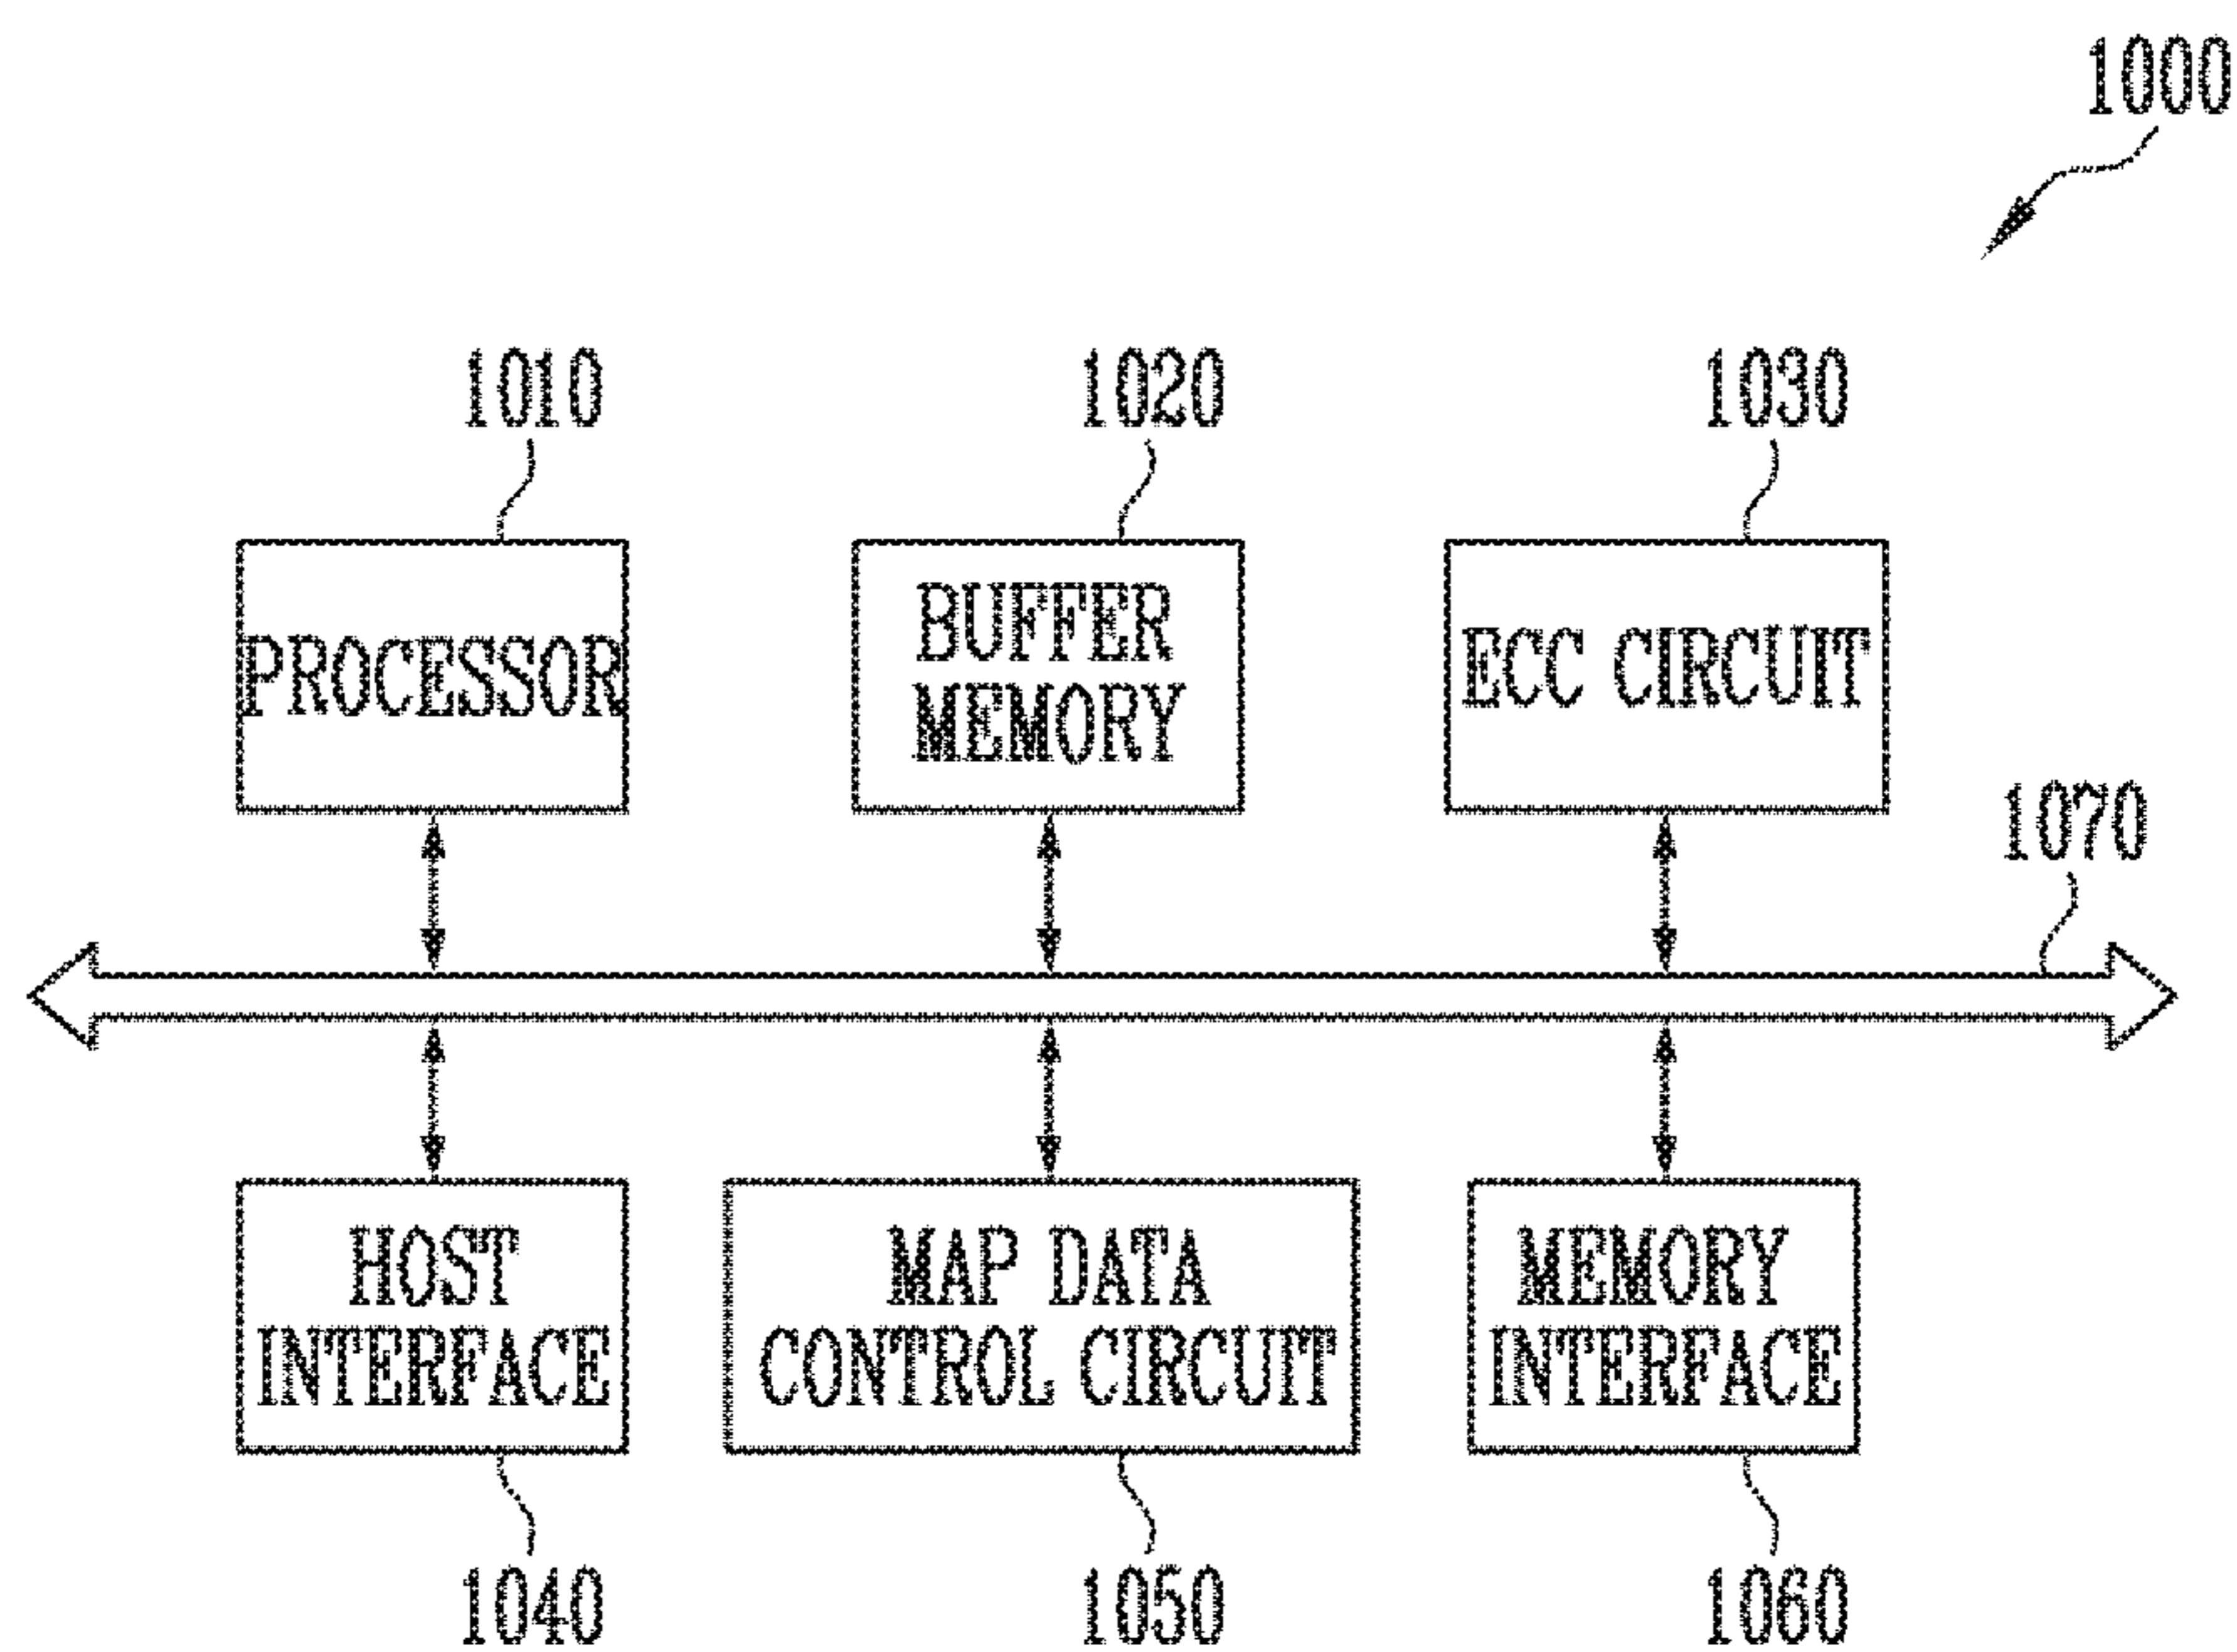 1000
1010
1020
1030
PROCESSOR
BUFFER
MEMORY
ECC CIRCUIT
1070
HOST
INTERFACE
MAP DATA
CONTROL CIRCUIT
MEMORY
INTERFACE
1040
1050
1060